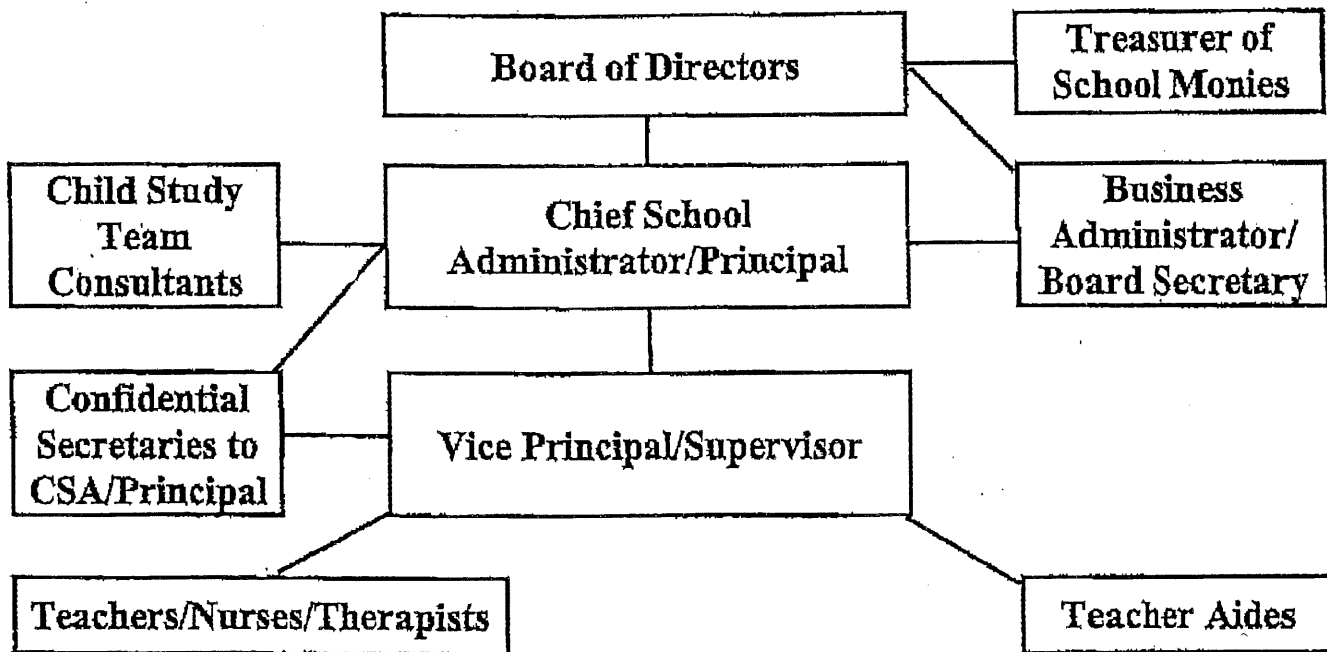 Board of Directors
Treasurer of
School Monies
Child Study
Team
Consultants
Chief School
Administrator/Principal
Business
Administrator/
Board Secretary
Confidential
Secretaries to
CSA/Principal
Vice Principal/Supervisor
Teachers/Nurses/Therapists
Teacher Aides